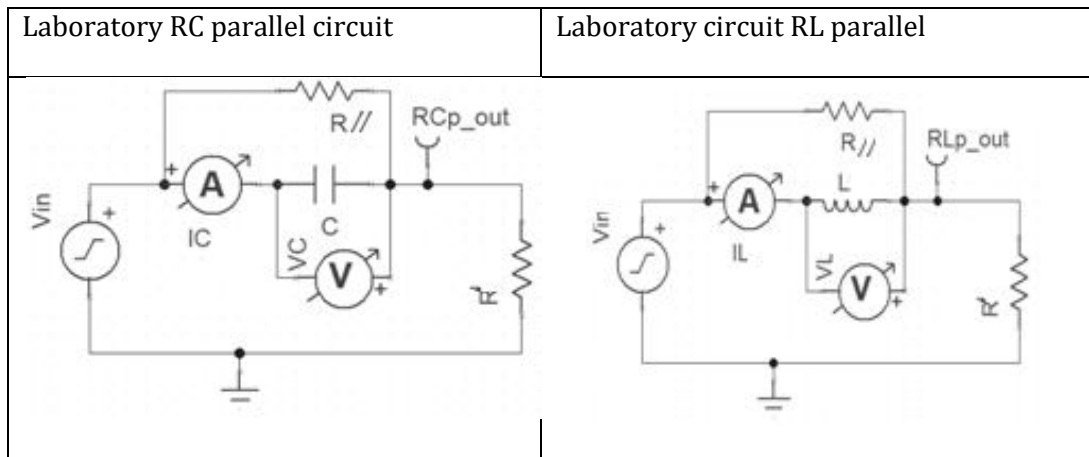 Laboratory RC parallel circuit
Laboratory circuit RL parallel
R//
RCp_out
+
A
Vin
+
IC
C
VC
V
+
R
R//
RLp_out
+
L
A
Vin
+
IL
VL
V
+
R